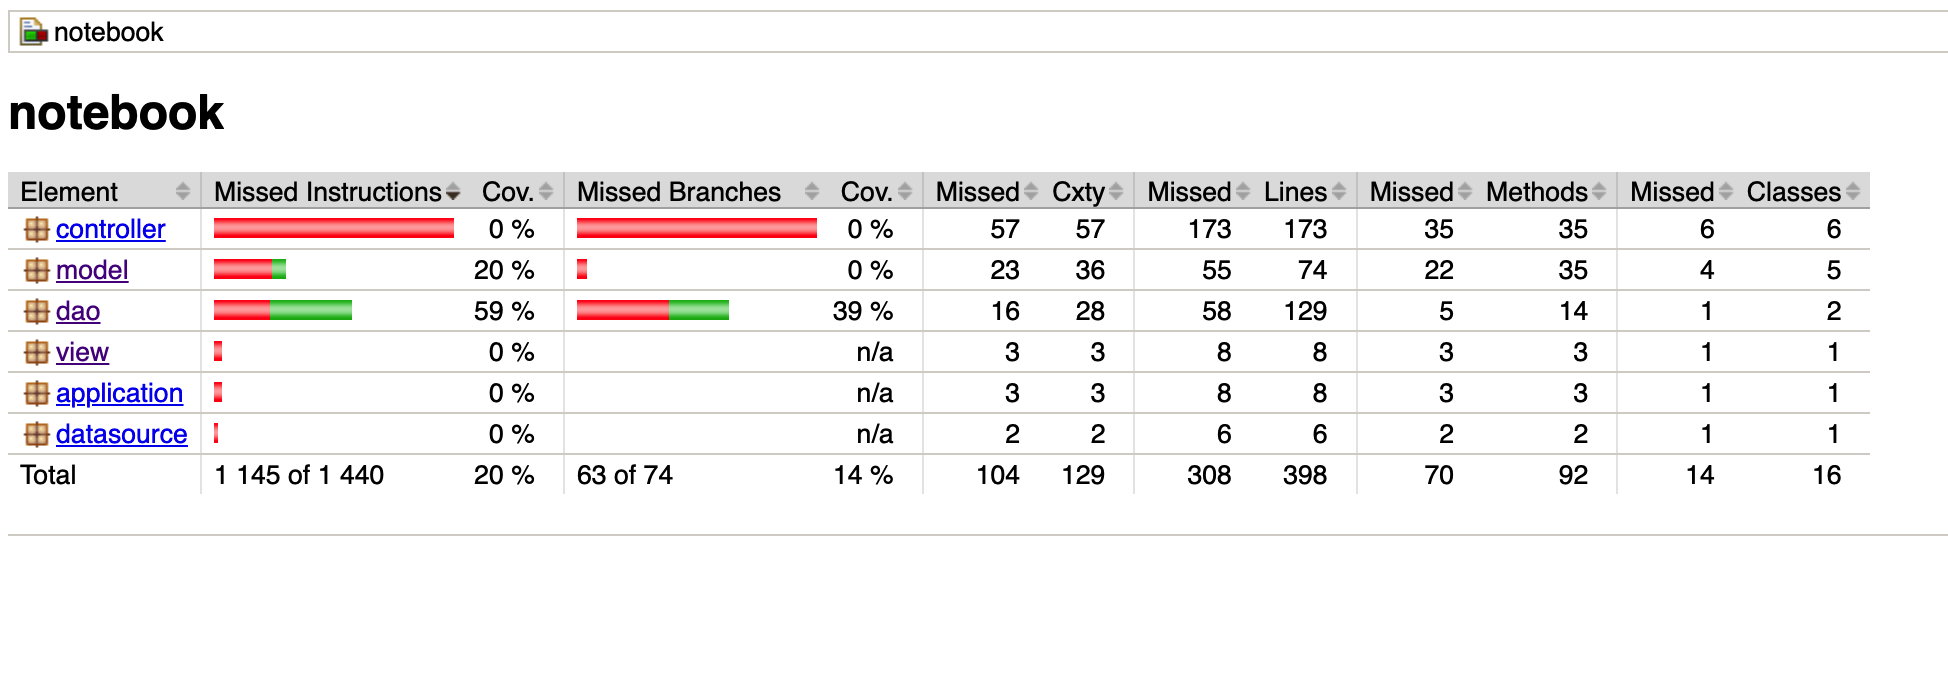 notebook
notebook
Element Missed Instructions Cov. Missed Branches Cov. Missed Cxty Missed Lines Missed Methods Missed Classes
controller 0 % 0 % 57 57 173 173 35 35 6 6
model 20 % 0 % 23 36 55 74 22 35 4 5
dao 59 % 39 % 16 28 58 129 5 14 1 2
view 0 % n/a 3 3 8 8 3 3 1 1
application 0 % n/a 3 3 8 8 3 3 1 1
datasource 0 % n/a 2 2 6 6 2 2 1 1
Total 1 145 of 1 440 20 % 63 of 74 14 % 104 129 308 398 70 92 14 16